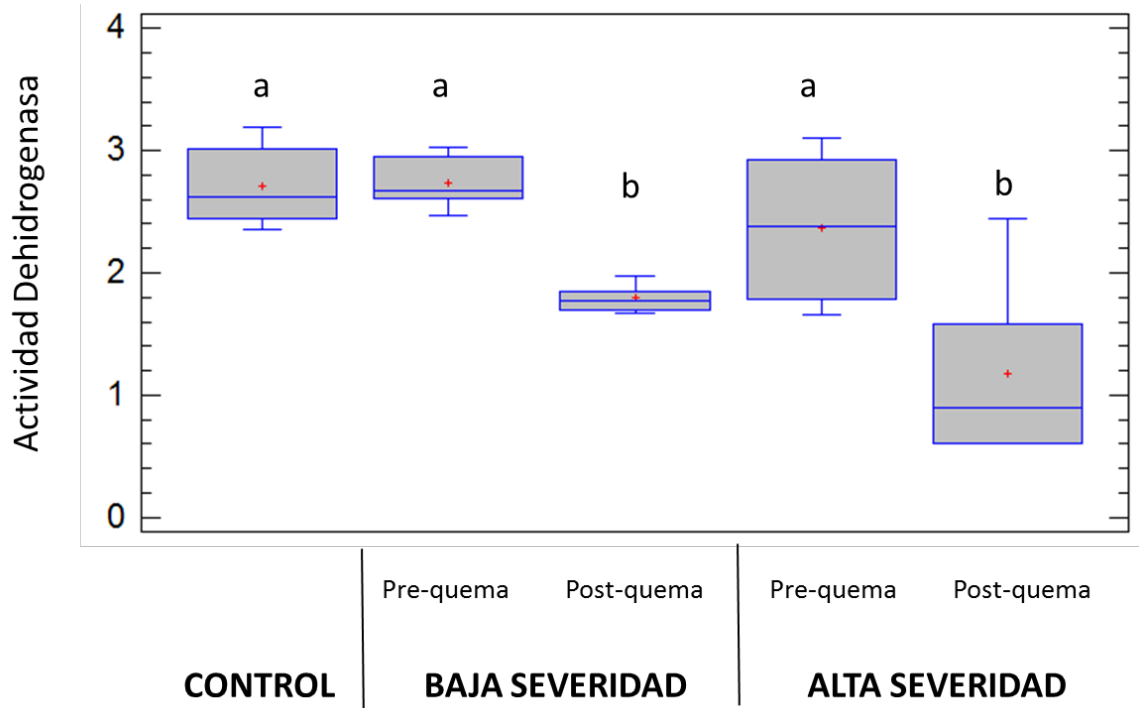 Actividad Dehidrogenasa
4
3
2
1
0
a
a
b
a
b
Pre-quema
Post-quema
Pre-quema
Post-quema
CONTROL
BAJA SEVERIDAD
ALTA SEVERIDAD